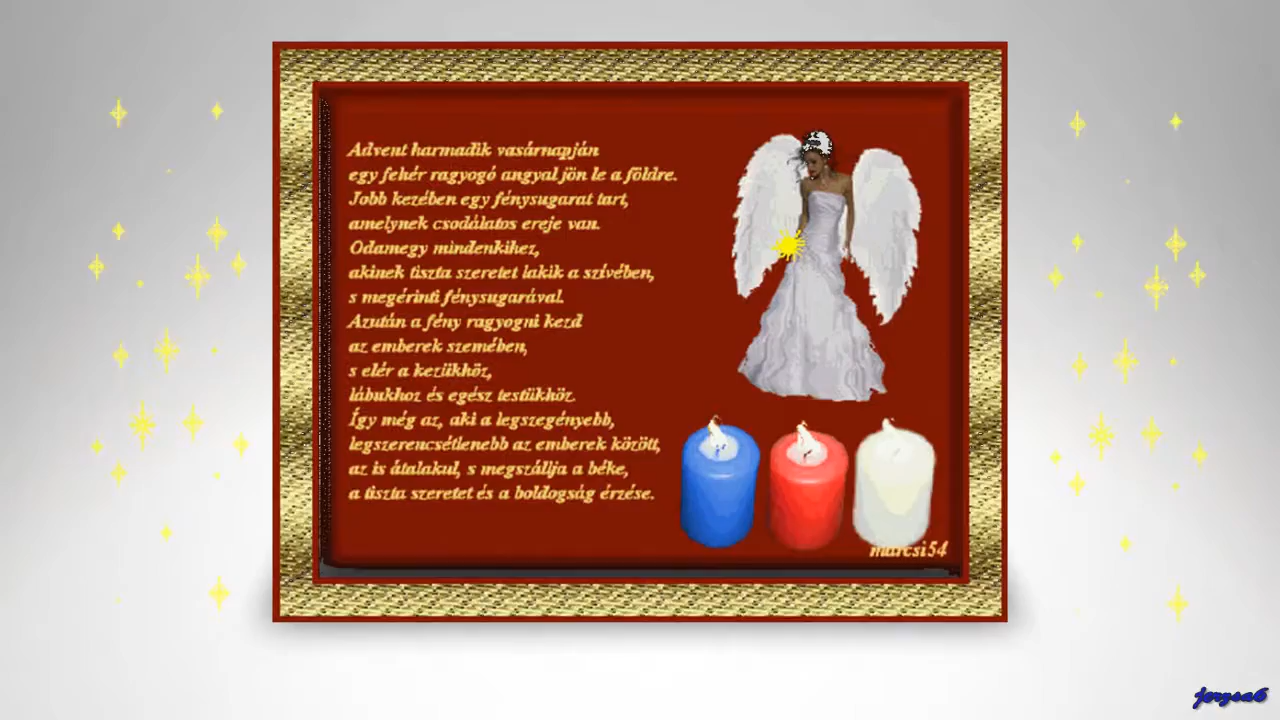 Advent harmadik vasárnapján
egy fehér ragyogó angyal jön le a földre.
Jobb kezében egy fénysugarat tart,
amelynek csodálatos ereje van.
Odamegy mindenkihez,
akinek tiszta szeretet lakik a szívében,
s megérinti fénysugarával.
Azután a fény ragyogni kezd
az emberek szemében,
s elér a kezükhöz,
lábukhoz és egész testükhöz.
Így még az, aki a legszegényebb,
legszerencsétlenebb az emberek között,
az is átalakul, s megszállja a béke,
a tiszta szeretet és a boldogság érzése.
marcsi54
jerysa6